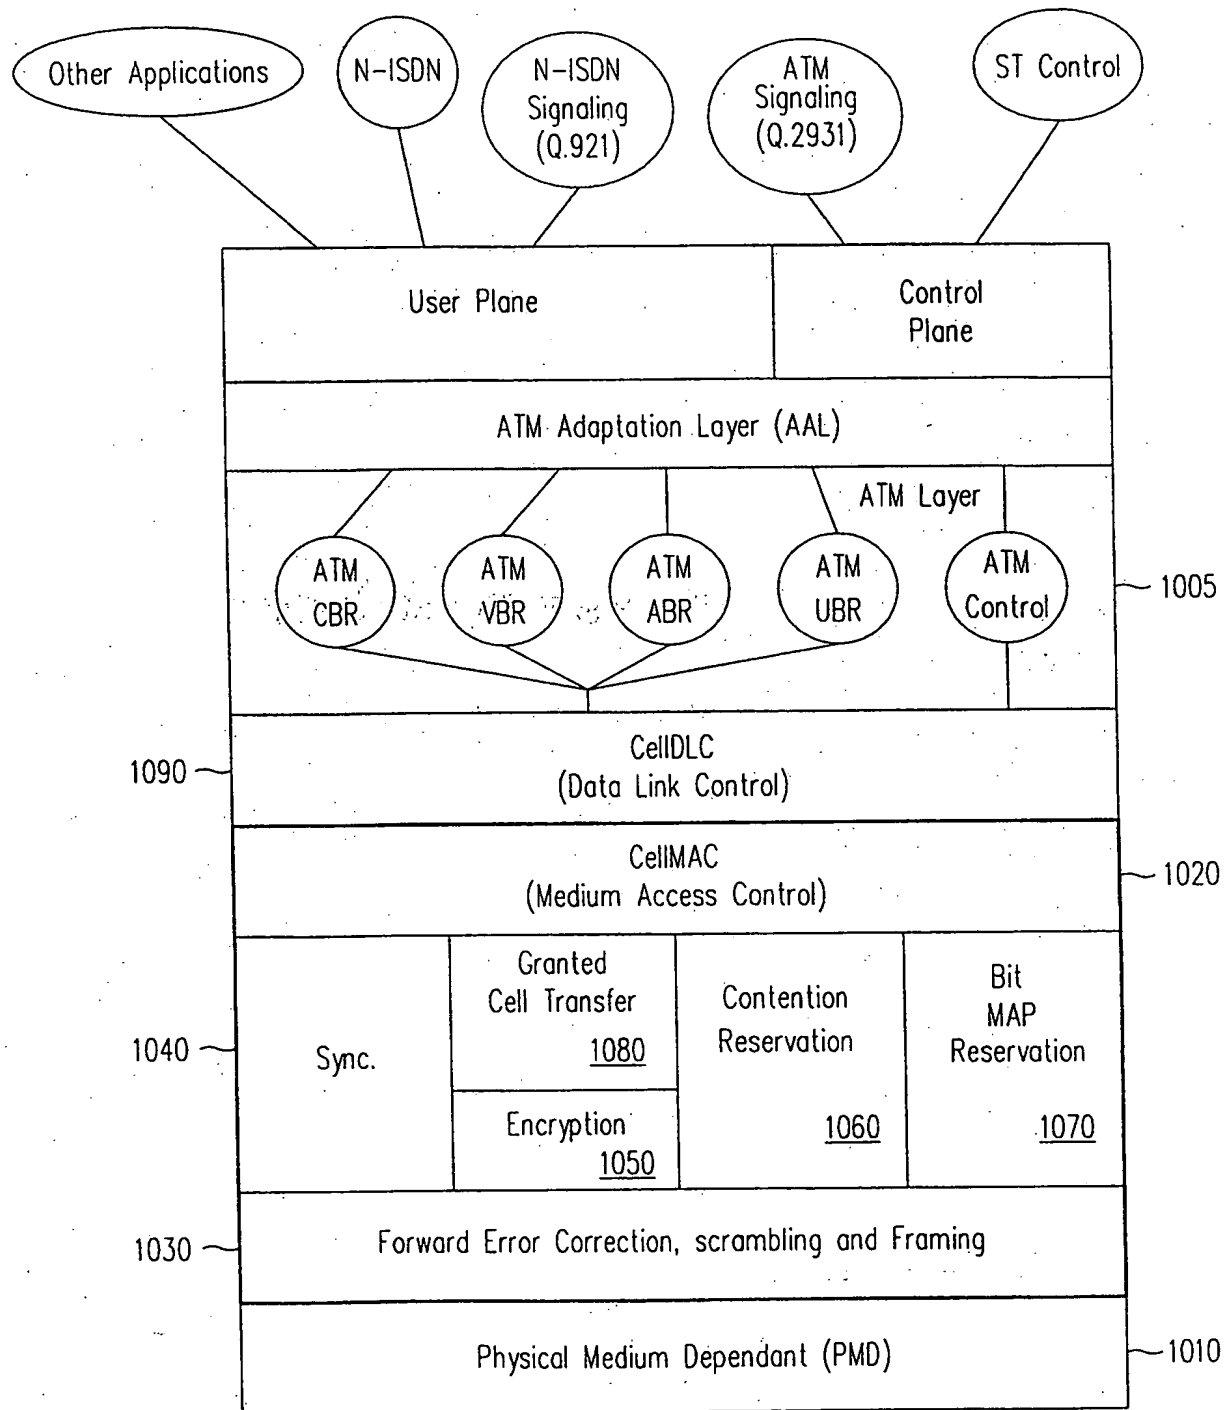 Other Applications
N-ISDN
N-ISDN
Signaling
(Q.921)
ATM
Signaling
(Q.2931)
ST Control
User Plane
Control
Plane
ATM Adaptation Layer (AAL)
ATM Layer
ATM
CBR
ATM
VBR
ATM
ABR
ATM
UBR
ATM
Control
1005
CellDLC
(Data Link Control)
1090
CellMAC
(Medium Access Control)
1020
1040
Sync.
Granted
Cell Transfer
1080
Encryption
1050
Contention
Reservation
1060
Bit
MAP
Reservation
1070
1030
Forward Error Correction, scrambling and Framing
Physical Medium Dependant (PMD)
1010